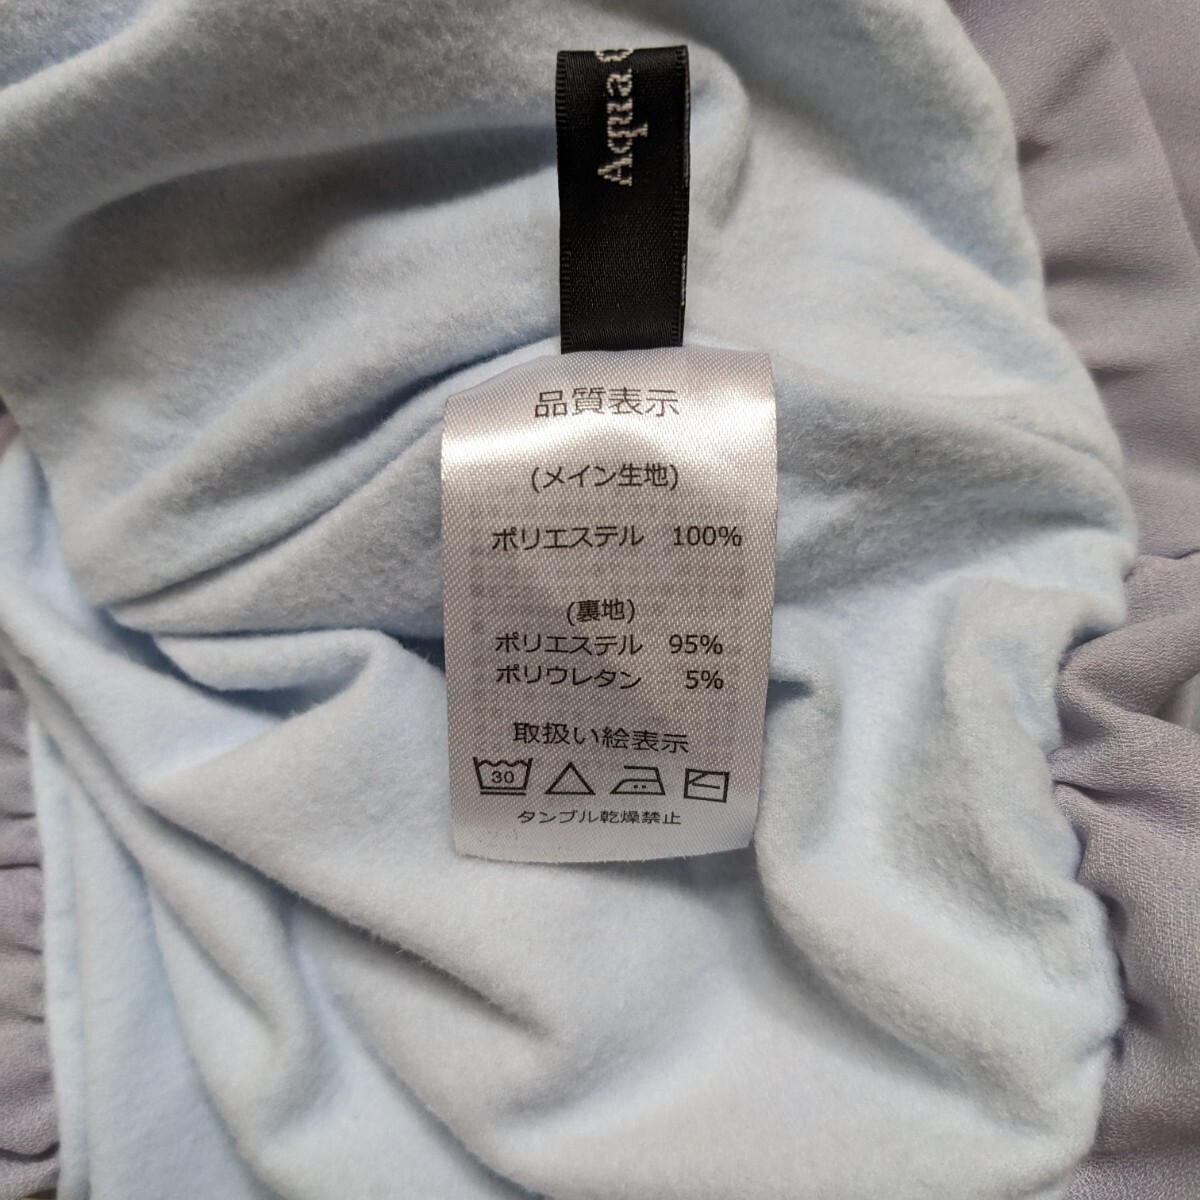 Aqua
品質表示
(メイン生地)
ポリエステル 100%
(裏地)
ポリエステル 95%
ポリウレタン 5%
取扱い絵表示
30
タンブル乾燥禁止